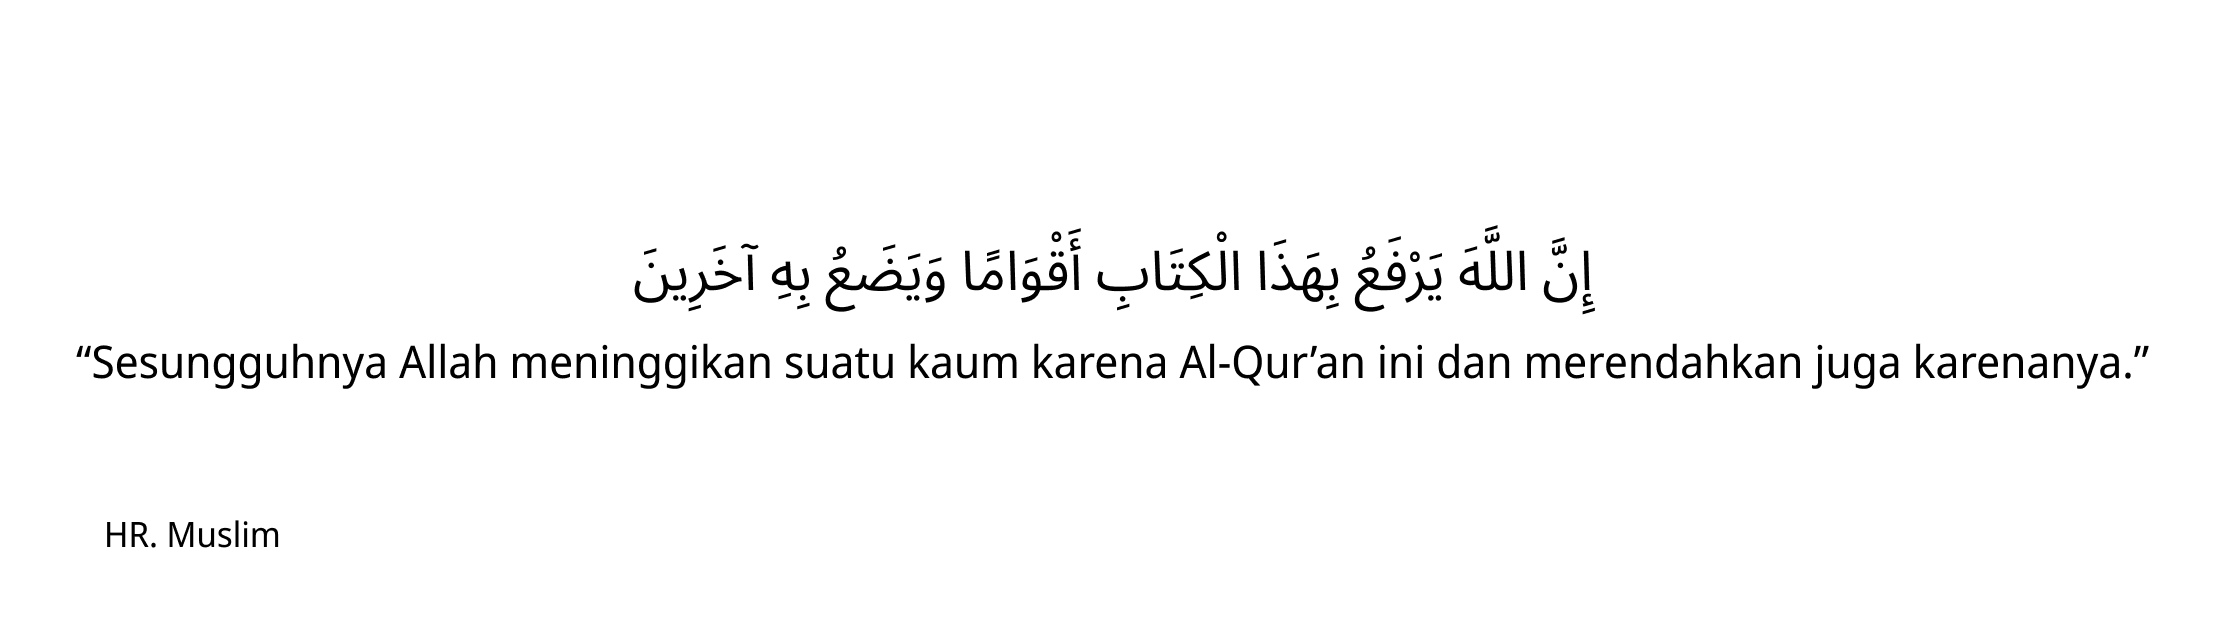 إِنَّ اللَّهَ يَرْفَعُ بِهَذَا الْكِتَابِ أَقْوَامًا وَيَضَعُ بِهِ آخَرِينَ
“Sesungguhnya Allah meninggikan suatu kaum karena Al-Qur’an ini dan merendahkan juga karenanya.”
HR. Muslim